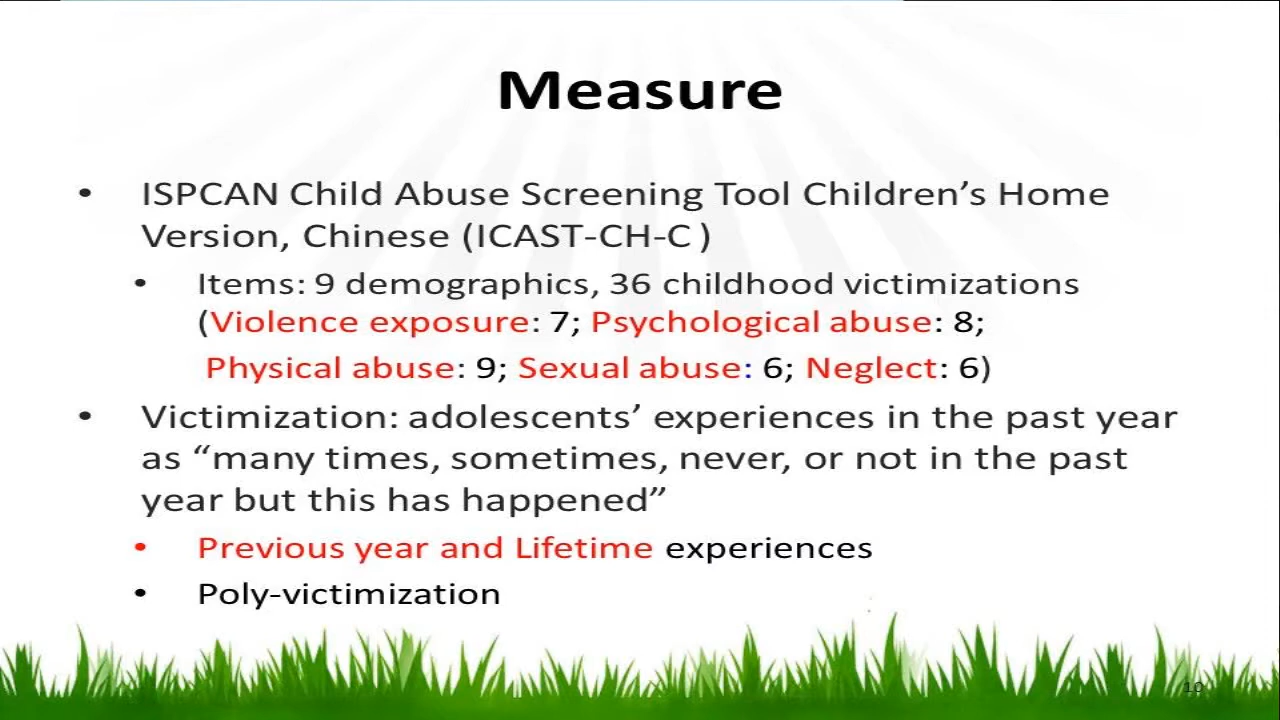 Measure
• ISPCAN Child Abuse Screening Tool Children’s Home
Version, Chinese (ICAST-CH-C )
• Items: 9 demographics, 36 childhood victimizations
(Violence exposure: 7; Psychological abuse: 8;
Physical abuse: 9; Sexual abuse: 6; Neglect: 6)
• Victimization: adolescents’ experiences in the past year
as “many times, sometimes, never, or not in the past
year but this has happened”
• Previous year and Lifetime experiences
• Poly-victimization
10